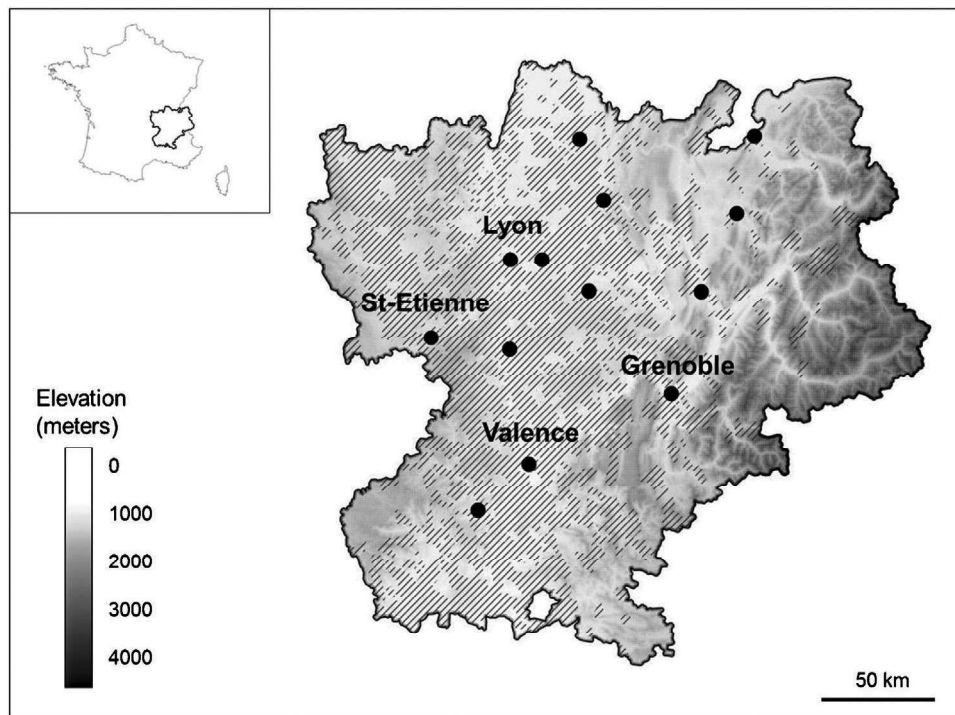 Lyon
St-Etienne
Grenoble
Valence
Elevation
(meters)
0
1000
2000
3000
4000
50 km